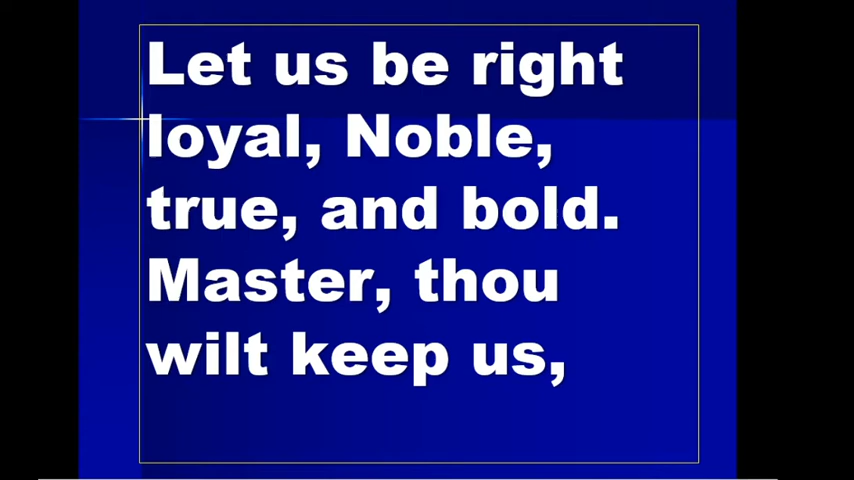 Let us be right
loyal, Noble,
true, and bold.
Master, thou
wilt keep us,